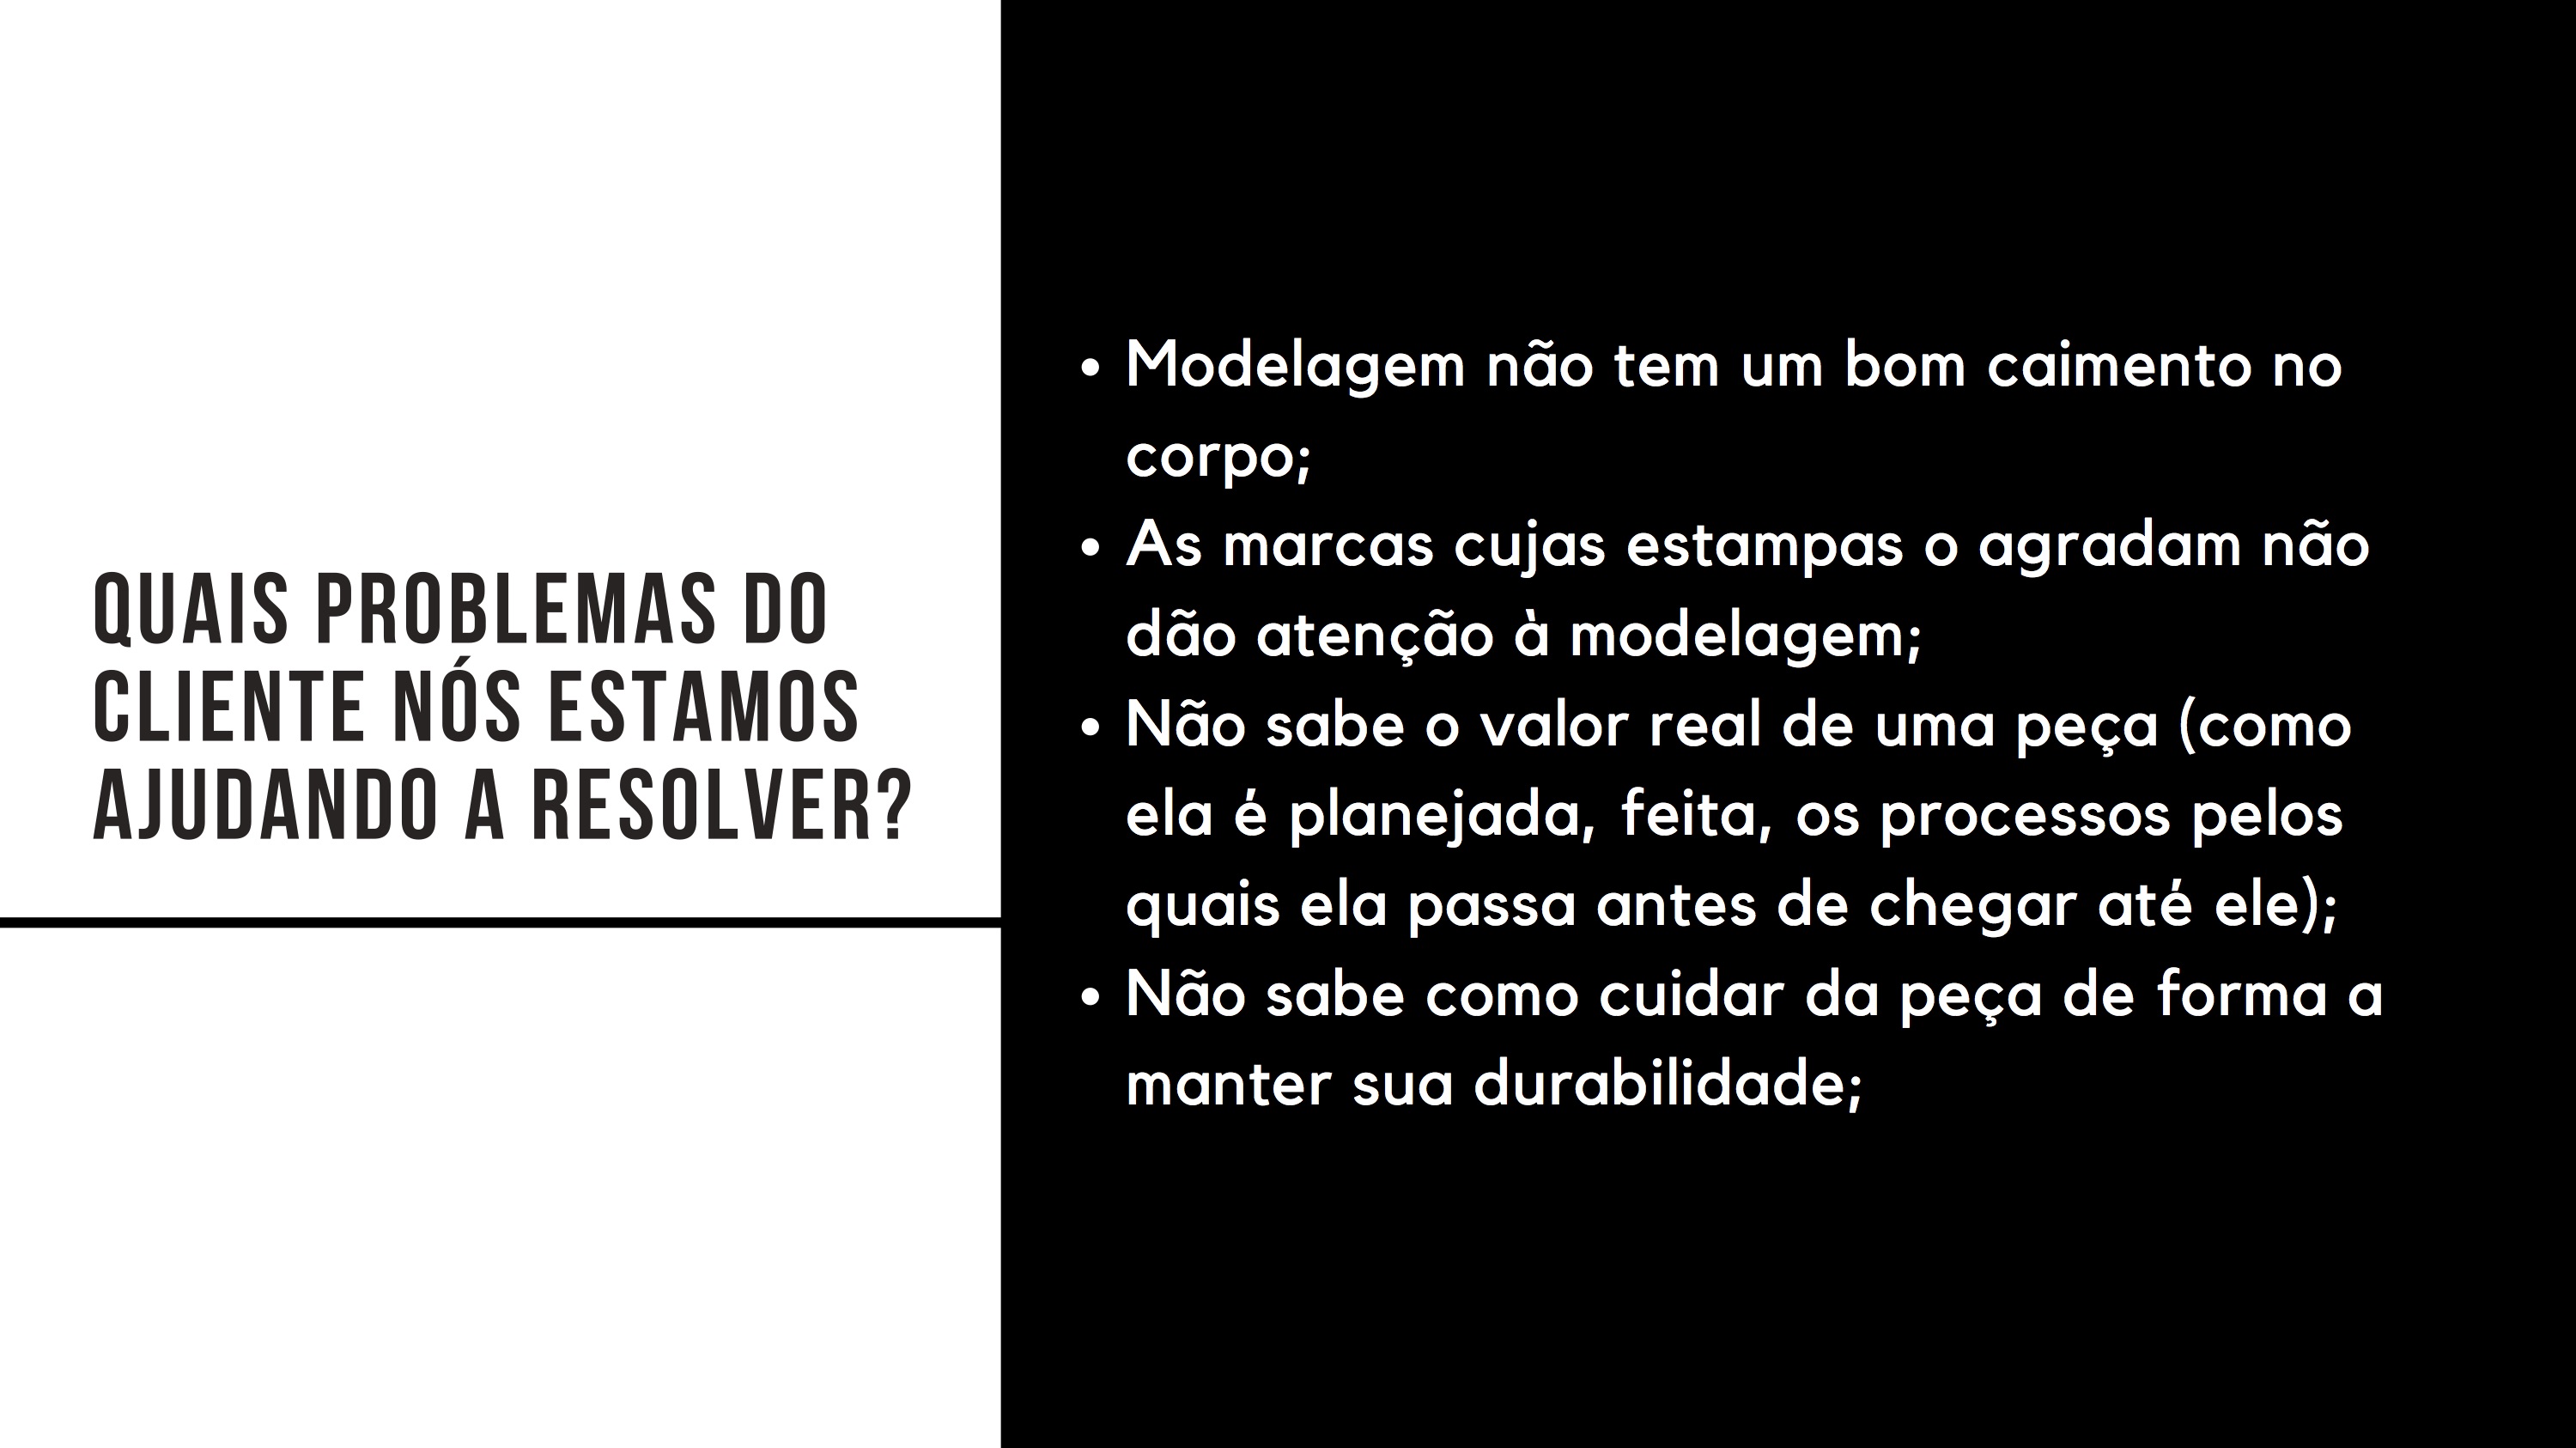 QUAIS PROBLEMAS DO
CLIENTE NÓS ESTAMOS
AJUDANDO A RESOLVER?
• Modelagem não tem um bom caimento no
corpo;
• As marcas cujas estampas o agradam não
dão atenção à modelagem;
• Não sabe o valor real de uma peça (como
ela é planejada, feita, os processos pelos
quais ela passa antes de chegar até ele);
• Não sabe como cuidar da peça de forma a
manter sua durabilidade;